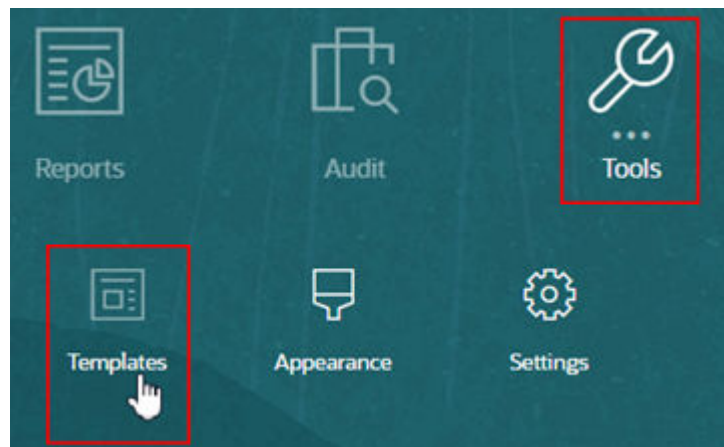 Reports
Audit
Tools
Templates
Appearance
Settings